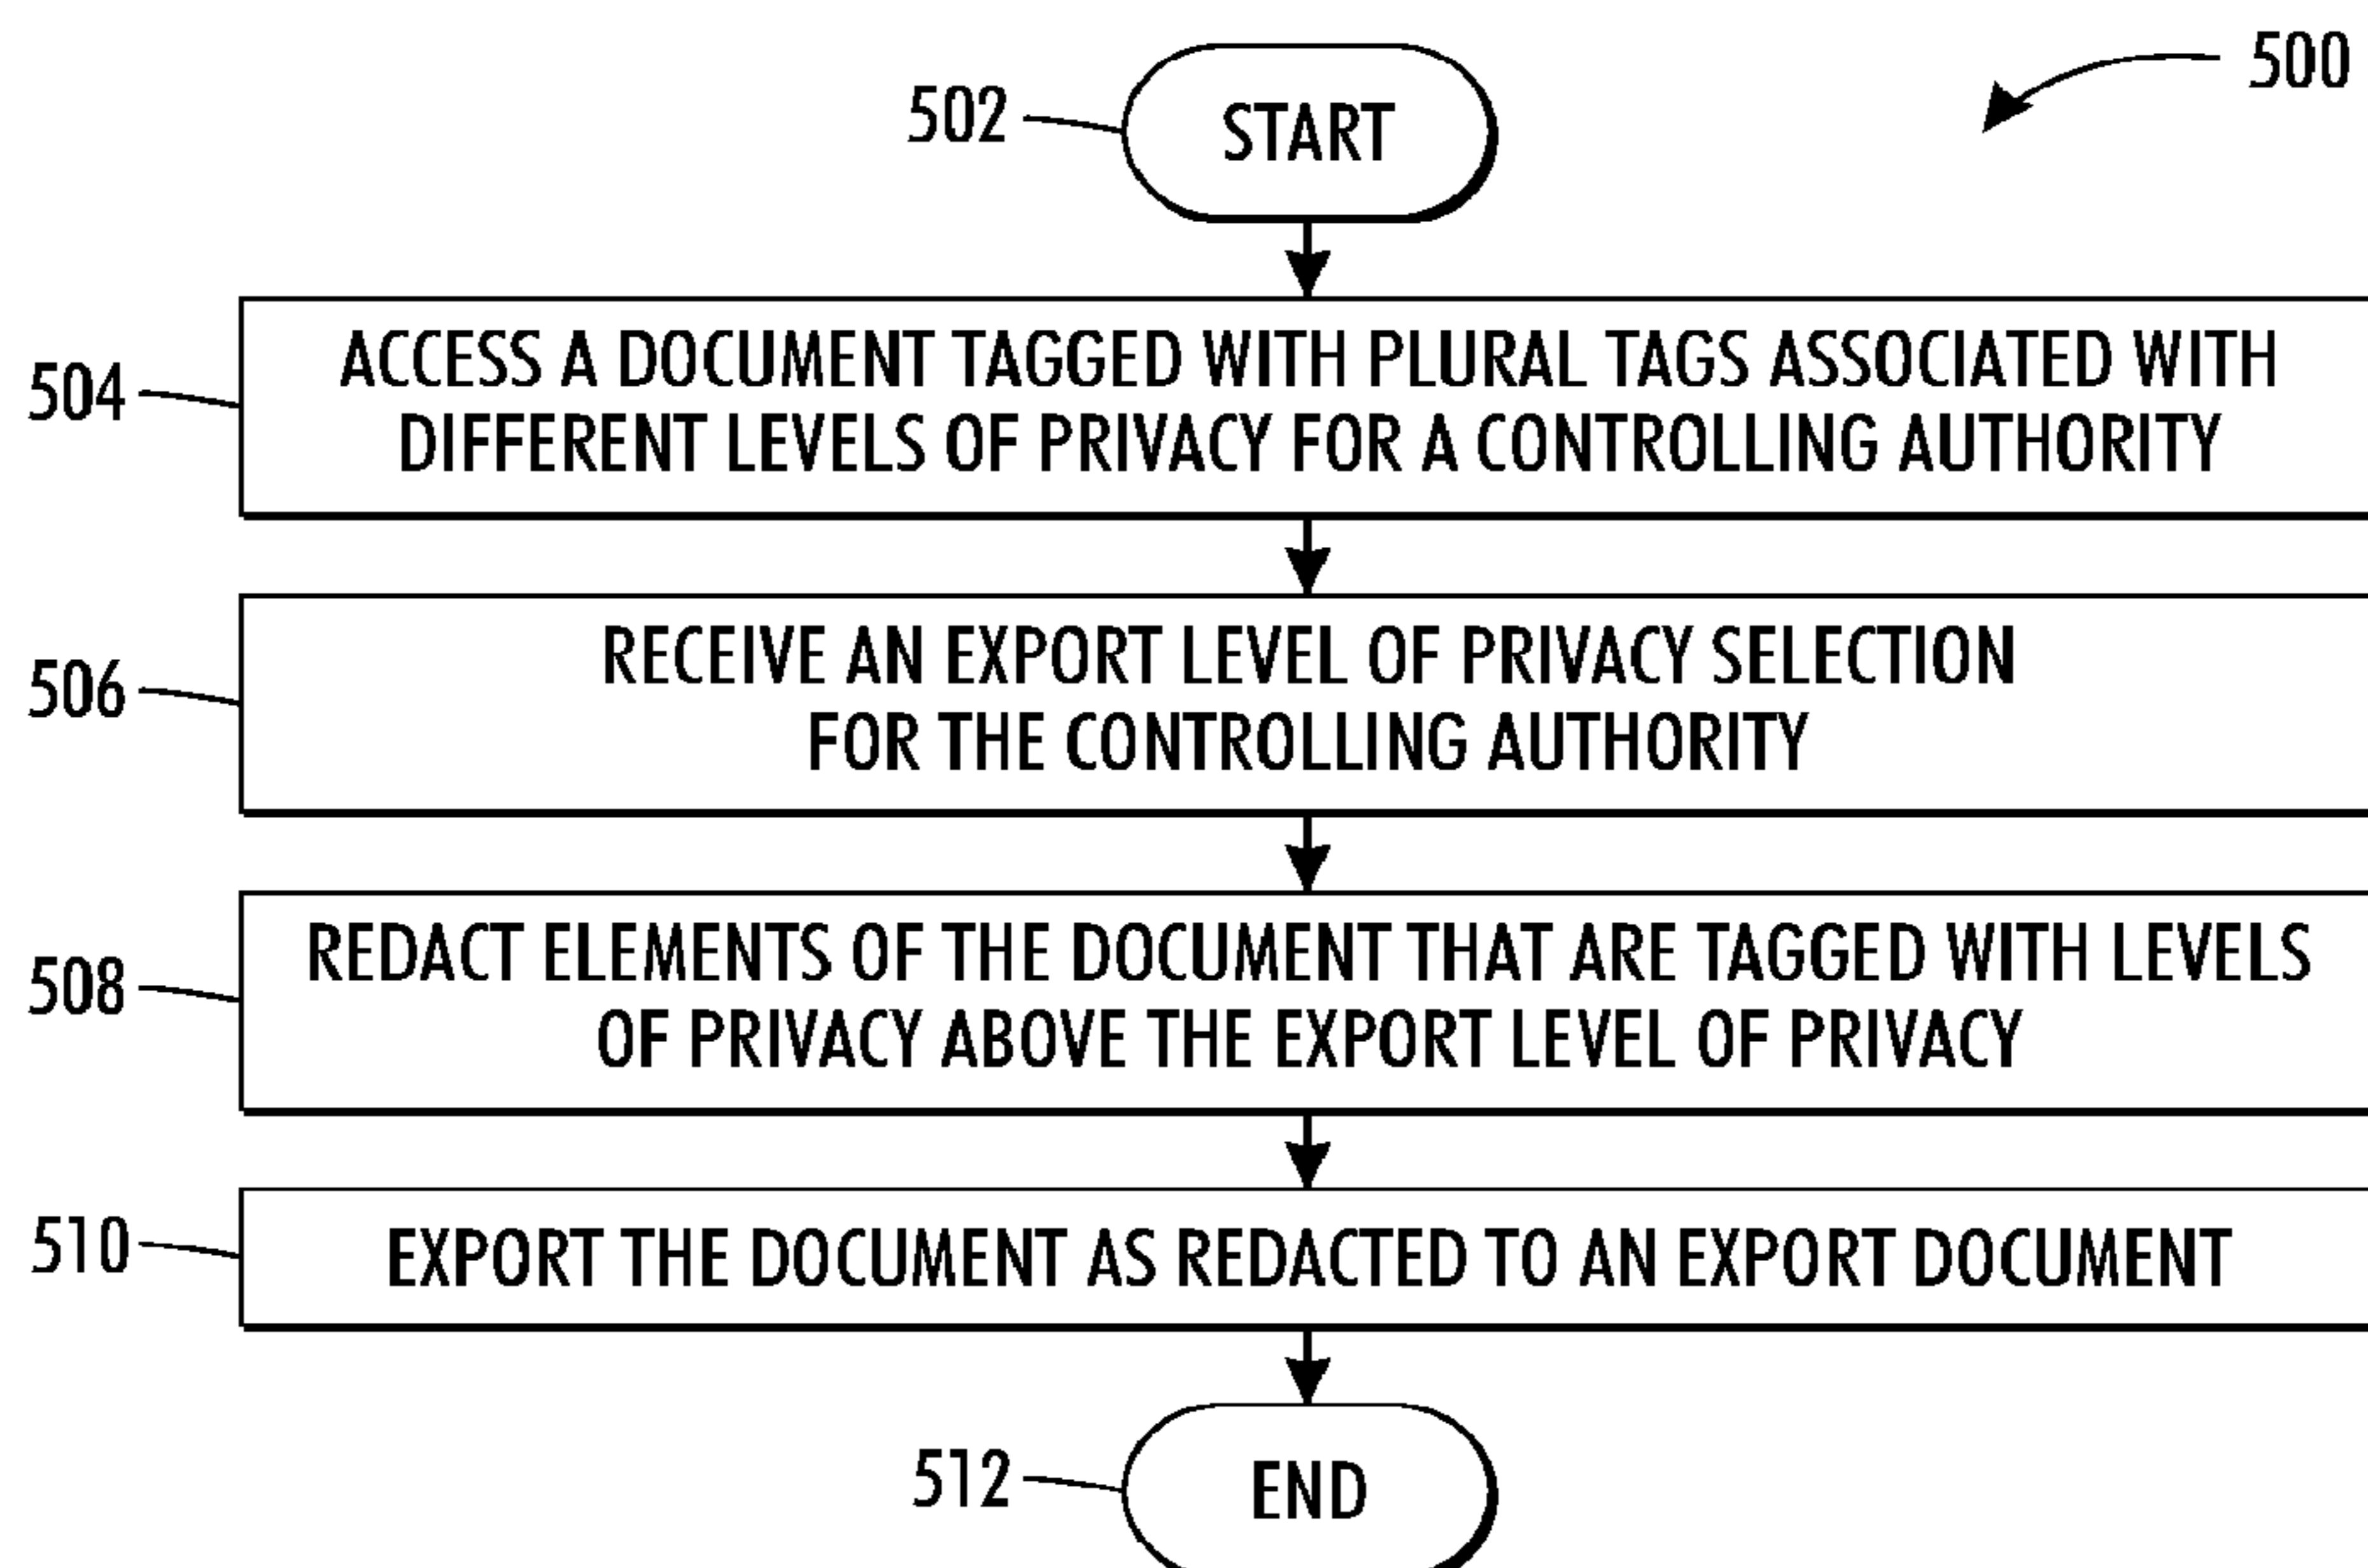 500
502
START
504
ACCESS A DOCUMENT TAGGED WITH PLURAL TAGS ASSOCIATED WITH
DIFFERENT LEVELS OF PRIVACY FOR A CONTROLLING AUTHORITY
506
RECEIVE AN EXPORT LEVEL OF PRIVACY SELECTION
FOR THE CONTROLLING AUTHORITY
508
REDACT ELEMENTS OF THE DOCUMENT THAT ARE TAGGED WITH LEVELS
OF PRIVACY ABOVE THE EXPORT LEVEL OF PRIVACY
510
EXPORT THE DOCUMENT AS REDACTED TO AN EXPORT DOCUMENT
512
END